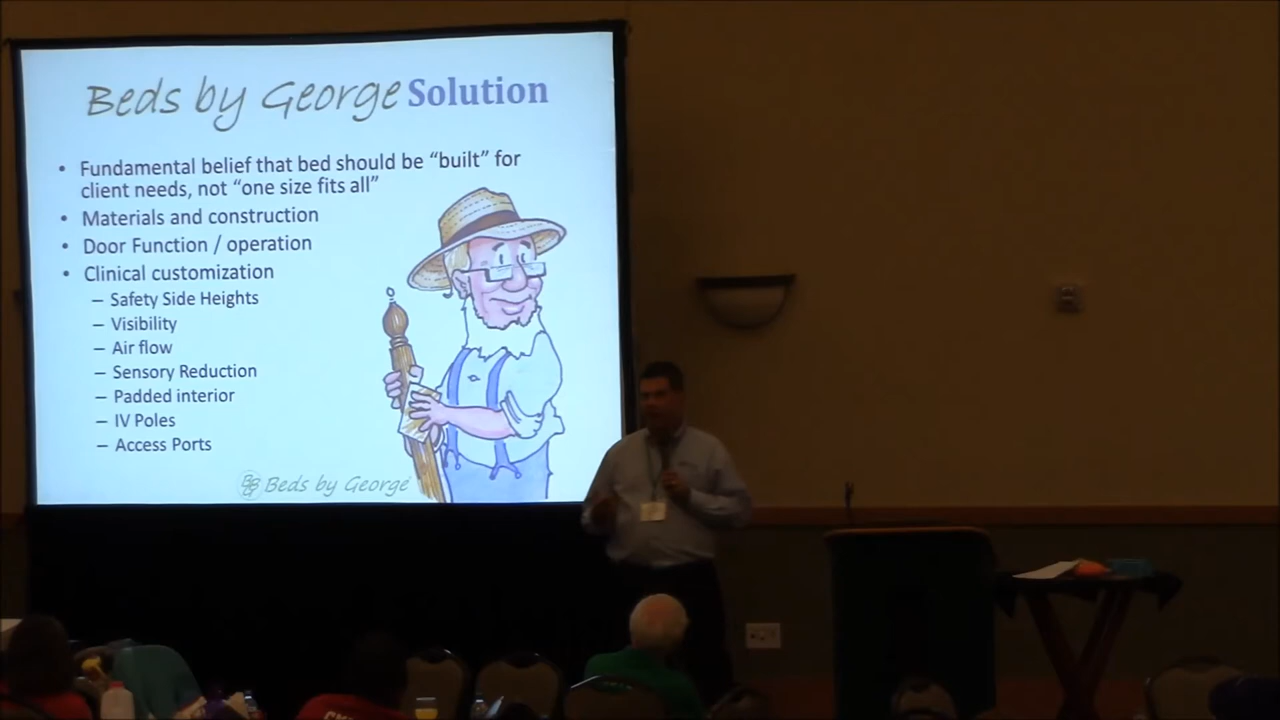 Beds by George Solution
• Fundamental belief that bed should be “built” for
client needs, not “one size fits all”
• Materials and construction
• Door Function / operation
• Clinical customization
– Safety Side Heights
– Visibility
– Air flow
– Sensory Reduction
– Padded interior
– IV Poles
– Access Ports
Beds by George